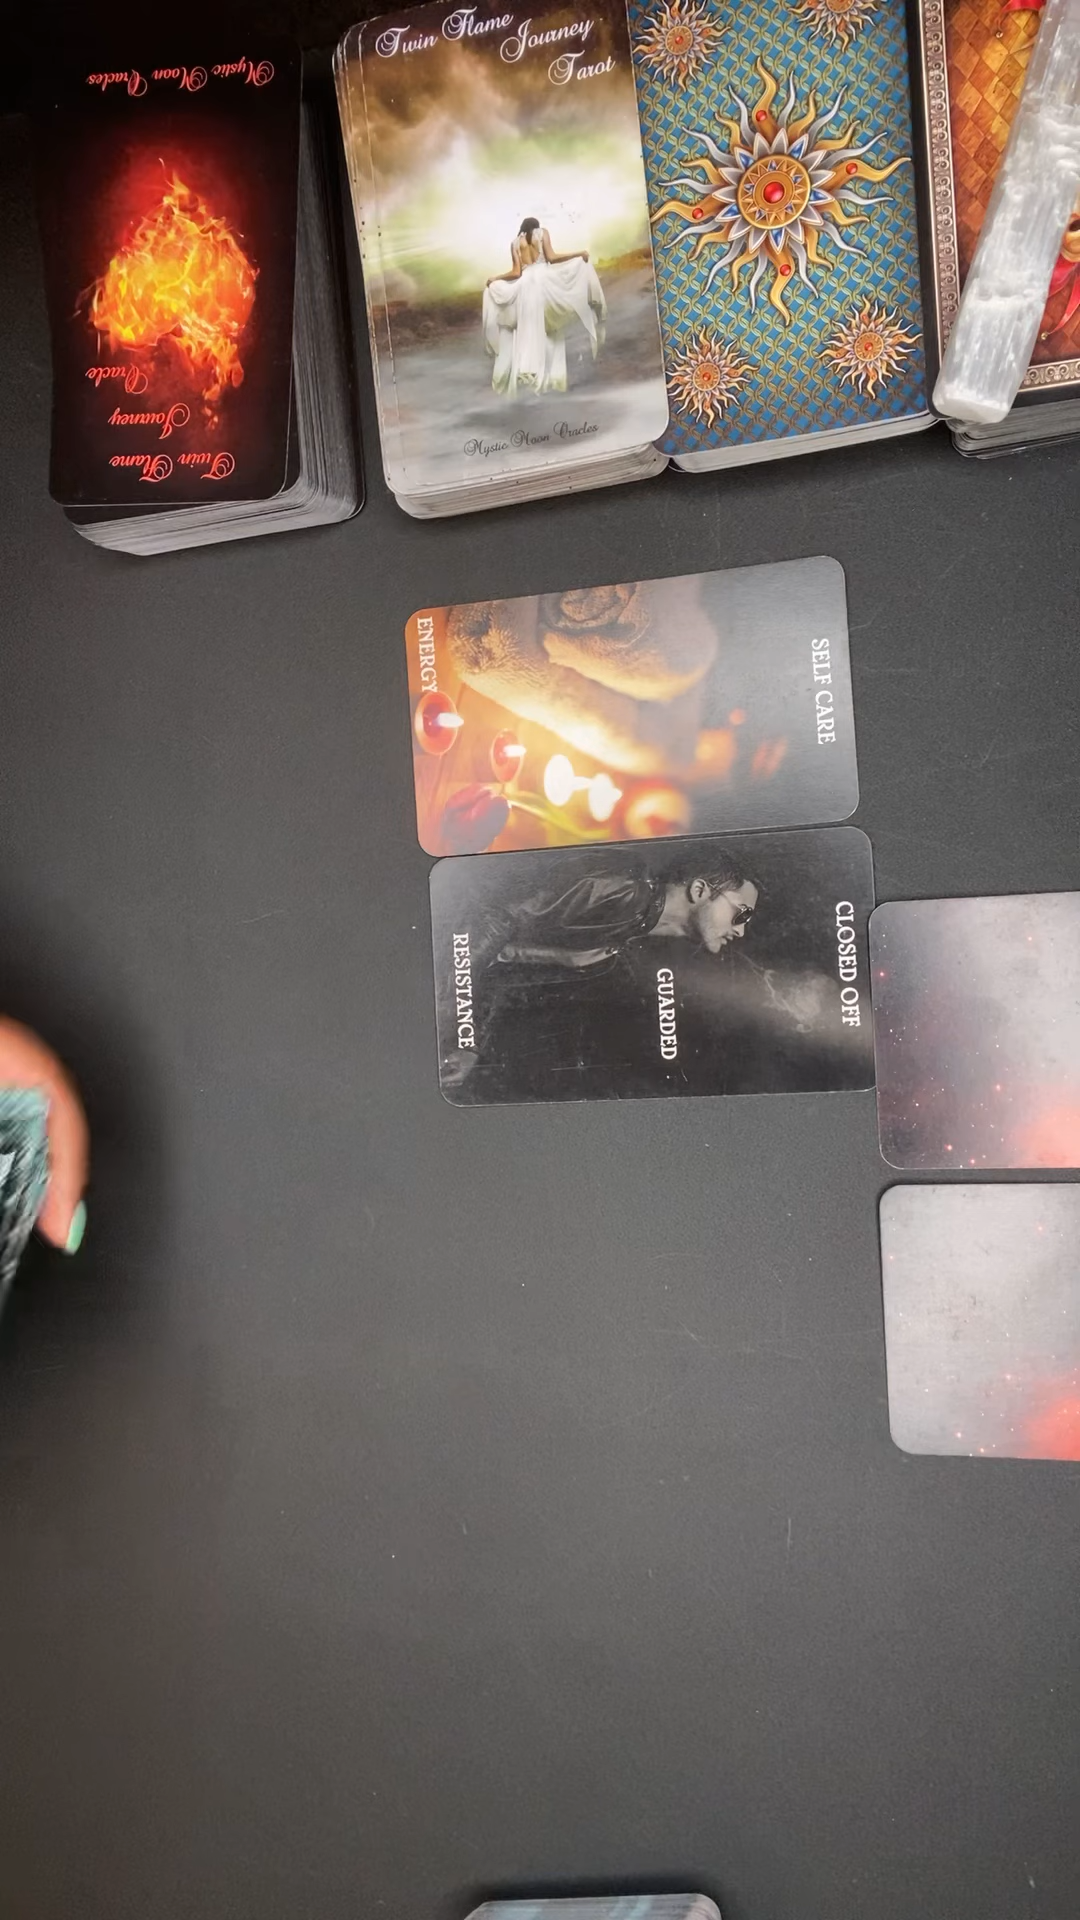 Mystic Moon Oracles
Twin Flame
Journey
Oracle
Twin Flame
Journey
Tarot
Mystic Moon Oracles
ENERGY
SELF CARE
RESISTANCE
GUARDED
CLOSED OFF